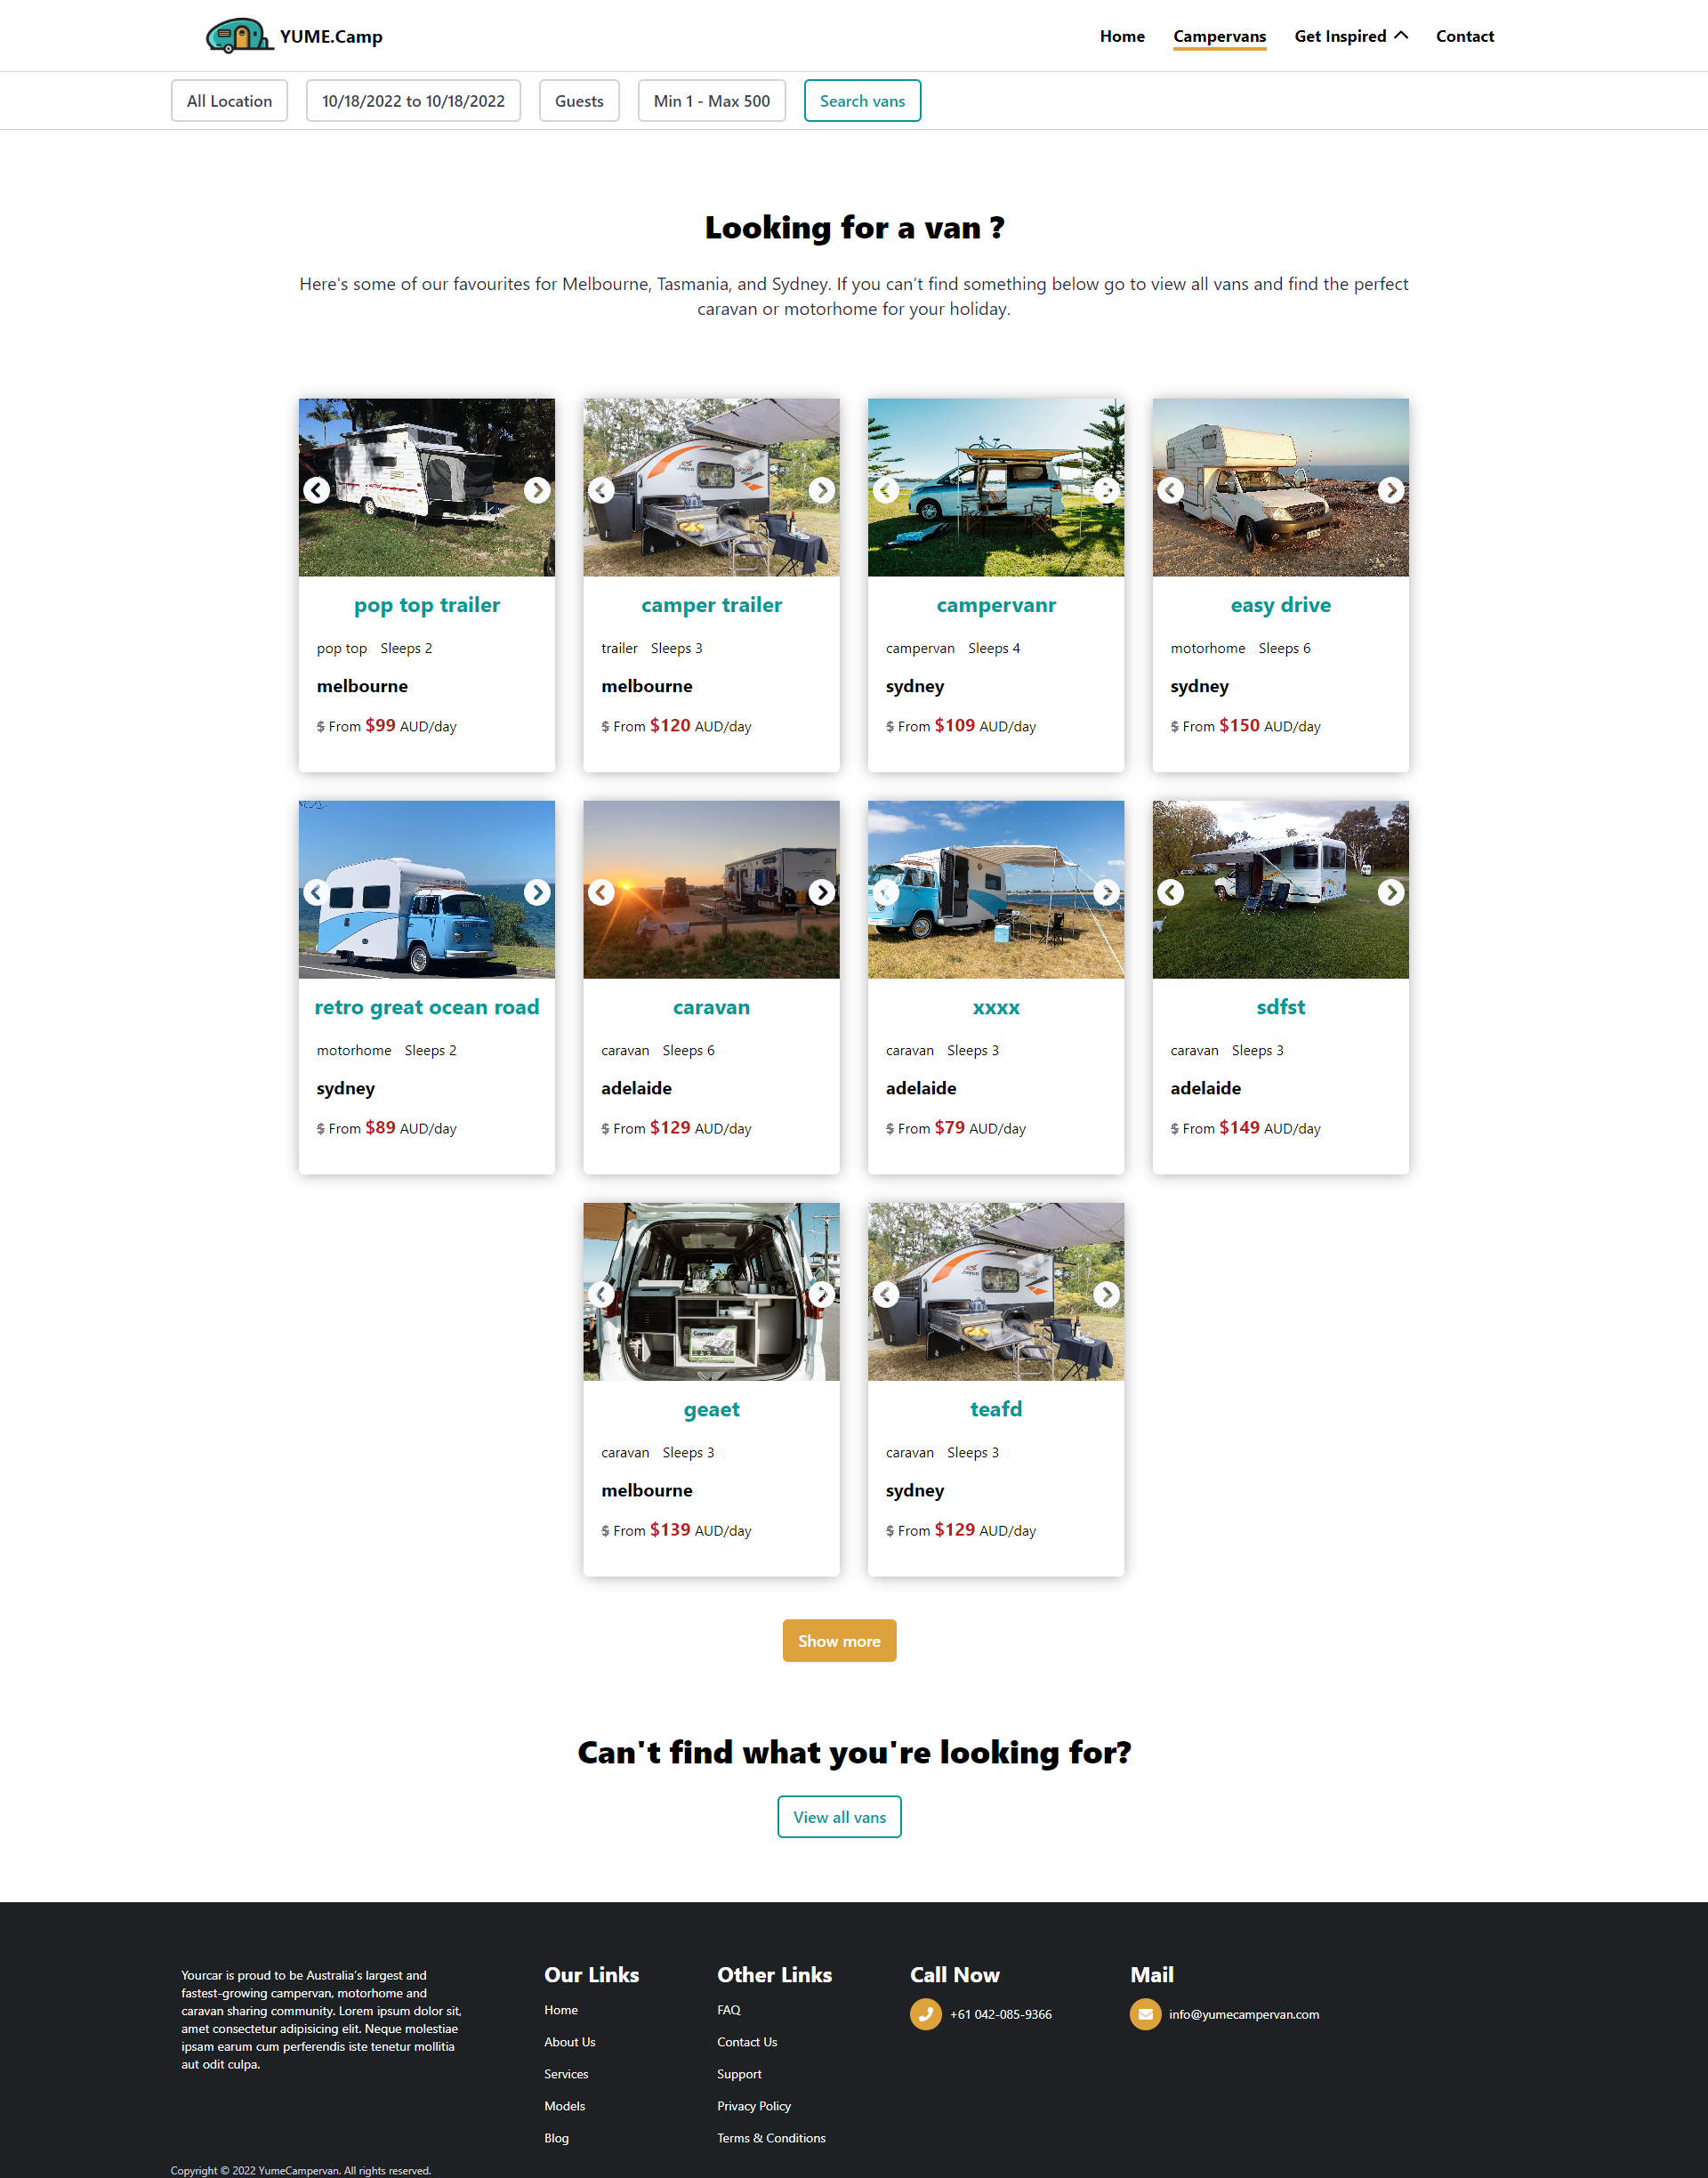 YUME.Camp
Home Campervans Get Inspired Contact
All Location 10/18/2022 to 10/18/2022 Guests Min 1 - Max 500 Search vans
Looking for a van ?
Here's some of our favourites for Melbourne, Tasmania, and Sydney. If you can't find something below go to view all vans and find the perfect
caravan or motorhome for your holiday.
pop top trailer
pop top Sleeps 2
melbourne
$ From $99 AUD/day
camper trailer
trailer Sleeps 3
melbourne
$ From $120 AUD/day
campervanr
campervan Sleeps 4
sydney
$ From $109 AUD/day
easy drive
motorhome Sleeps 6
sydney
$ From $150 AUD/day
retro great ocean road
motorhome Sleeps 2
sydney
$ From $89 AUD/day
caravan
caravan Sleeps 6
adelaide
$ From $129 AUD/day
xxxx
caravan Sleeps 3
adelaide
$ From $79 AUD/day
sdfst
caravan Sleeps 3
adelaide
$ From $149 AUD/day
geaet
caravan Sleeps 3
melbourne
$ From $139 AUD/day
teafd
caravan Sleeps 3
sydney
$ From $129 AUD/day
Show more
Can't find what you're looking for?
View all vans
Yourcar is proud to be Australia's largest and
fastest-growing campervan, motorhome and
caravan sharing community. Lorem ipsum dolor sit,
amet consectetur adipisicing elit. Neque molestiae
ipsam earum cum perferendis iste tenetur mollitia
aut odit culpa.
Our Links
Home
About Us
Services
Models
Blog
Other Links
FAQ
Contact Us
Support
Privacy Policy
Terms & Conditions
Call Now
+61 042-085-9366
Mail
info@yumecampervan.com
Copyright © 2022 YumeCampervan. All rights reserved.